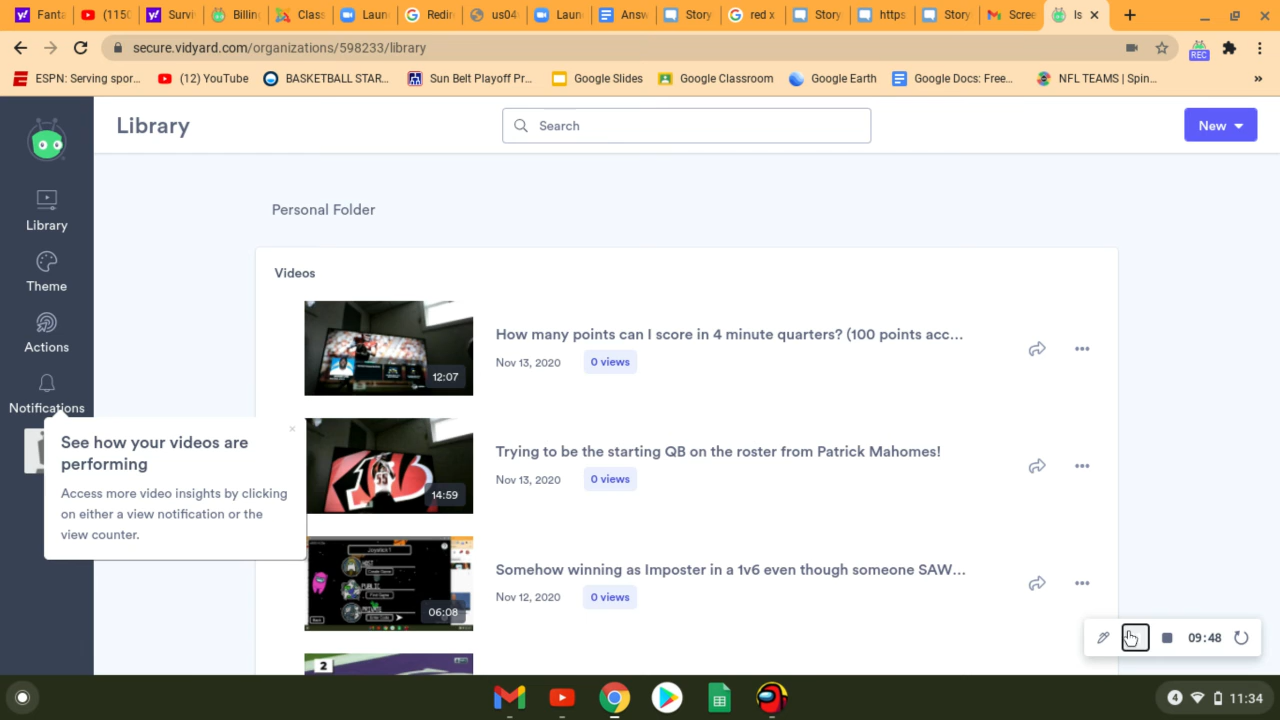 Fanta
(115(
Survi
Billing
Class
Laun
Redir
us04
Laun
Answ
Story
red x
Story
https
Story
Scree
Is
secure.vidyard.com/organizations/598233/library
REC
ESPN: Serving spor...
(12) YouTube
BASKETBALL STAR...
Sun Belt Playoff Pr...
Google Slides
Google Classroom
Google Earth
Google Docs: Free...
NFL TEAMS | Spin...
»
Library
Search
New
Library
Theme
Actions
Notifications
See how your videos are
performing
Access more video insights by clicking
on either a view notification or the
view counter.
Personal Folder
Videos
12:07
How many points can I score in 4 minute quarters? (100 points acc...
Nov 13, 2020
0 views
14:59
Trying to be the starting QB on the roster from Patrick Mahomes!
Nov 13, 2020
0 views
Joystick1
PUBLIC
06:08
Somehow winning as Imposter in a 1v6 even though someone SAW...
Nov 12, 2020
0 views
2
09:48
4
11:34